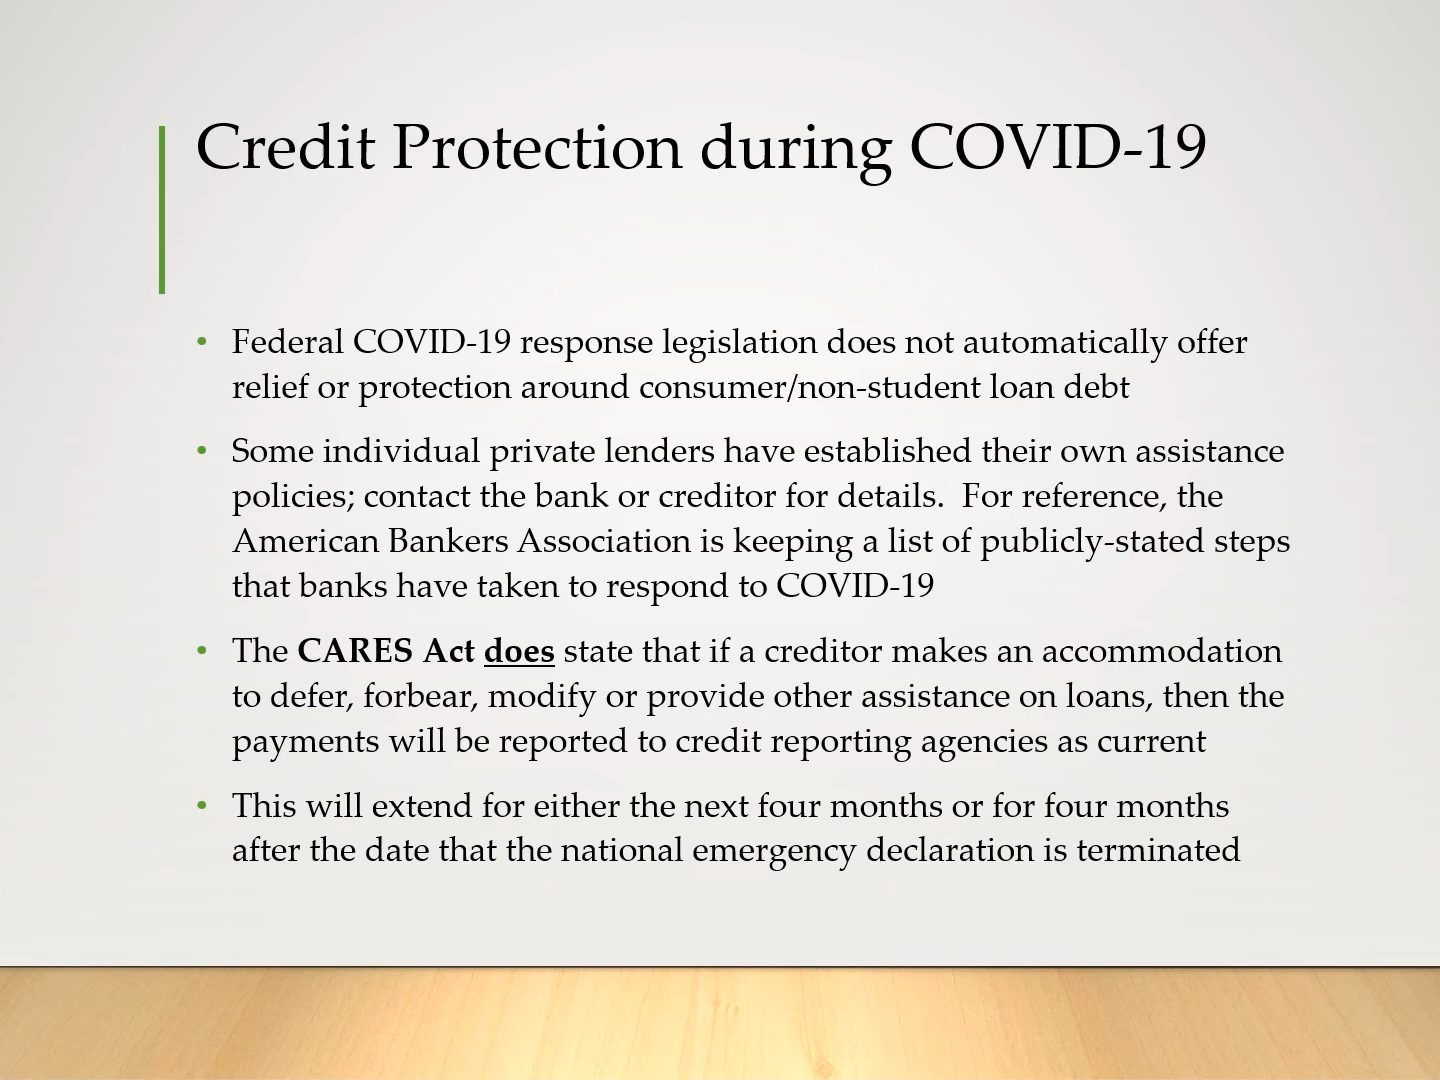 Credit Protection during COVID-19
• Federal COVID-19 response legislation does not automatically offer
relief or protection around consumer/non-student loan debt
• Some individual private lenders have established their own assistance
policies; contact the bank or creditor for details.  For reference, the
American Bankers Association is keeping a list of publicly-stated steps
that banks have taken to respond to COVID-19
• The CARES Act does state that if a creditor makes an accommodation
to defer, forbear, modify or provide other assistance on loans, then the
payments will be reported to credit reporting agencies as current
• This will extend for either the next four months or for four months
after the date that the national emergency declaration is terminated